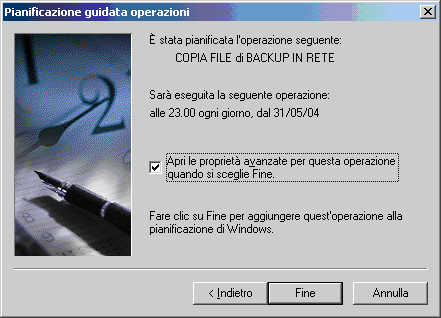 Pianificazione guidata operazioni
È stata pianificata l'operazione seguente:
COPIA FILE di BACKUP IN RETE
Sarà eseguita la seguente operazione:
alle 23.00 ogni giorno, dal 31/05/04
Apri le proprietà avanzate per questa operazione
quando si sceglie Fine.
Fare clic su Fine per aggiungere quest'operazione alla
pianificazione di Windows.
< Indietro
Fine
Annulla